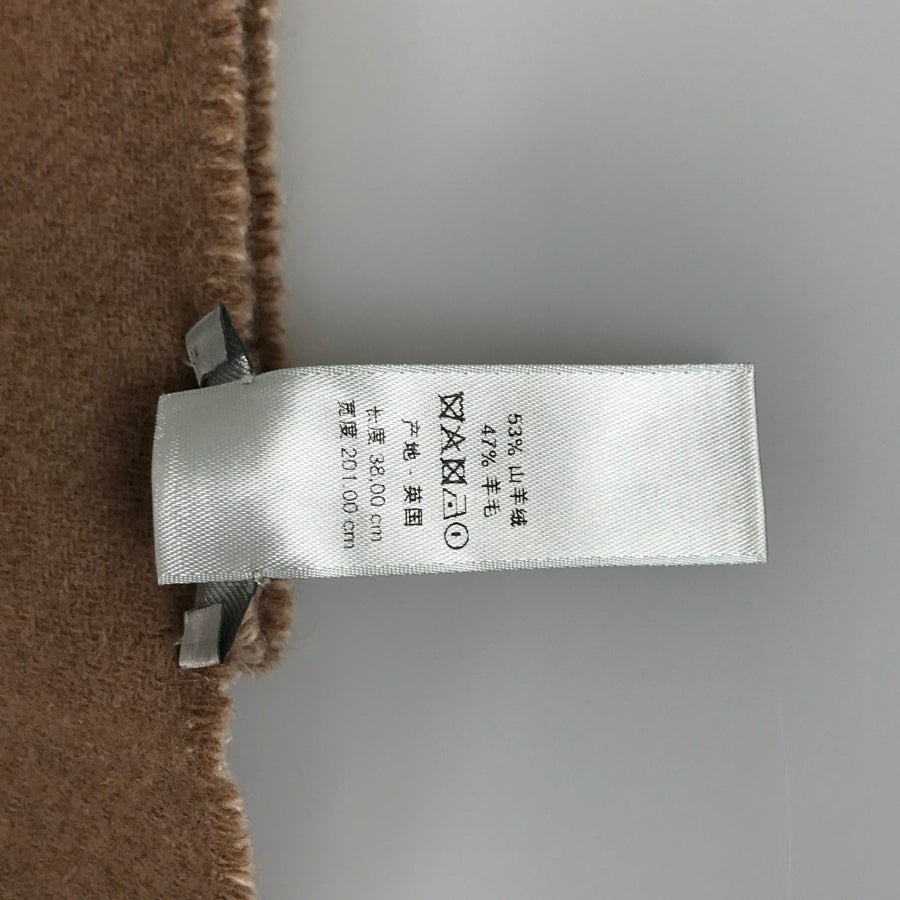 53% 山羊绒
47% 羊毛
产地 · 英国
长度 38.00 cm
宽度 201.00 cm